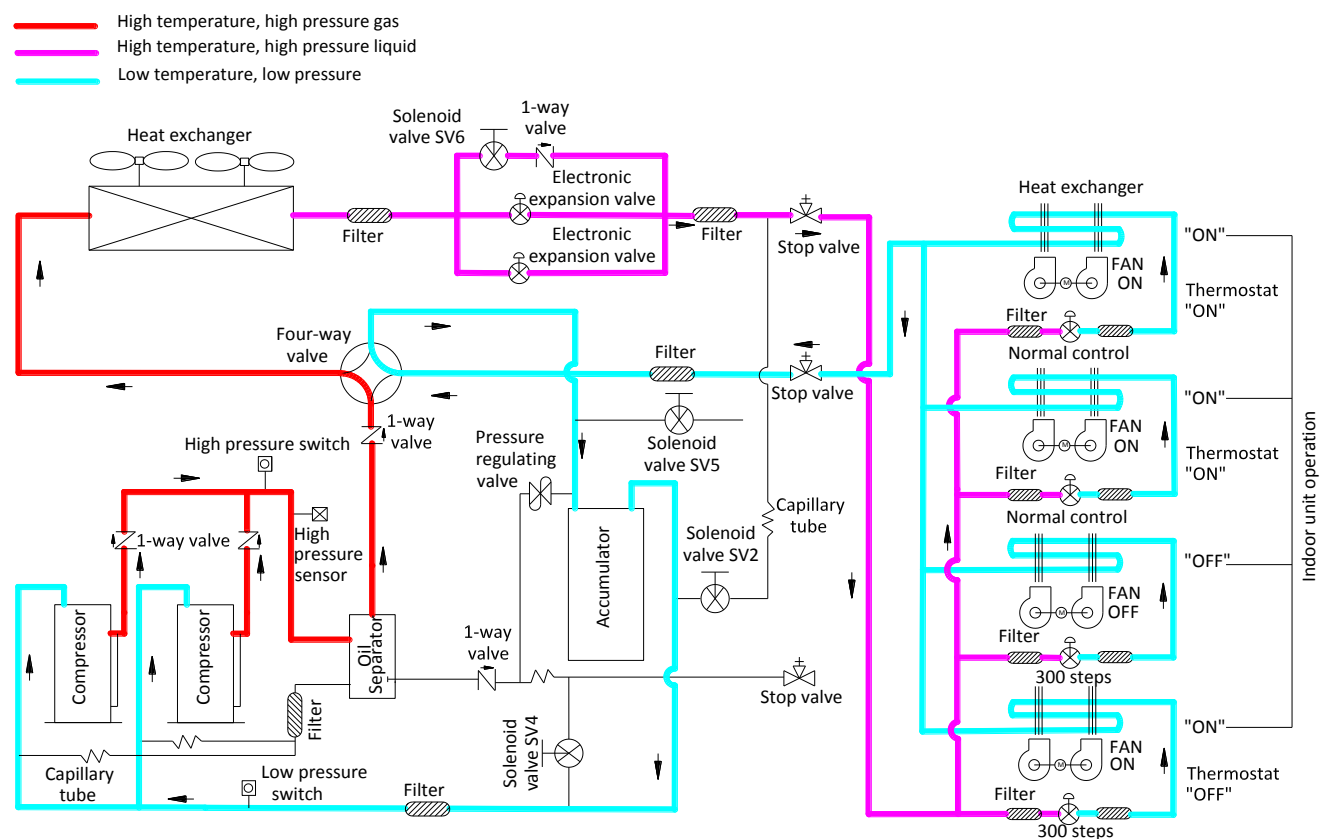 High temperature, high pressure gas
High temperature, high pressure liquid
Low temperature, low pressure
Heat exchanger
Solenoid
valve SV6
1-way
valve
Electronic
expansion valve
Electronic
expansion valve
Filter
Filter
Stop valve
Heat exchanger
"ON"
FAN
ON
Thermostat
"ON"
Filter
Normal control
Four-way
valve
Filter
Stop valve
1-way
valve
High pressure switch
Pressure
regulating
valve
Solenoid
valve SV5
"ON"
FAN
ON
Thermostat
"ON"
Filter
Normal control
1-way valve
High
pressure
sensor
Accumulator
Solenoid
valve SV2
Capillary
tube
"OFF"
FAN
OFF
Filter
300 steps
Indoor unit operation
Compressor
Compressor
Oil
Separator
1-way
valve
Stop valve
Filter
Solenoid
valve SV4
Capillary
tube
Low pressure
switch
Filter
"ON"
FAN
ON
Thermostat
"OFF"
Filter
300 steps
M
M
M
M